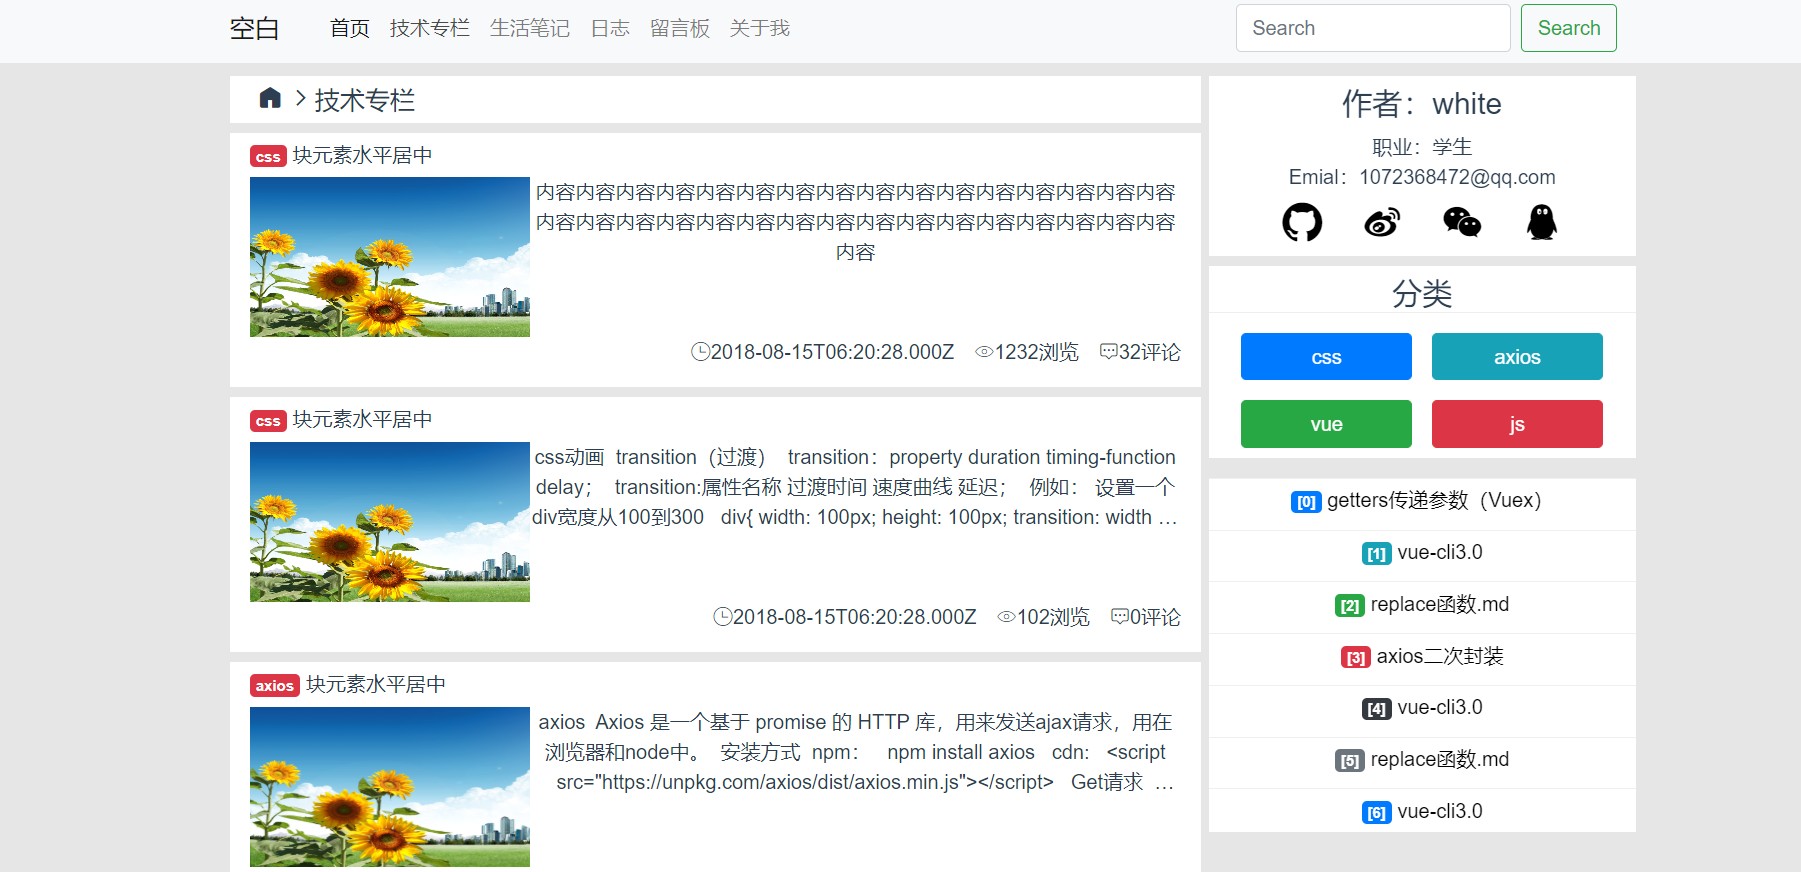 空白 首页 技术专栏 生活笔记 日志 留言板 关于我 Search Search
技术专栏
css 块元素水平居中
内容内容内容内容内容内容内容内容内容内容内容内容内容内容内容内容
内容内容内容内容内容内容内容内容内容内容内容内容内容内容内容内容
内容
2018-08-15T06:20:28.000Z 1232浏览 32评论
css 块元素水平居中
css动画 transition（过渡） transition：property duration timing-function
delay； transition:属性名称 过渡时间 速度曲线 延迟； 例如： 设置一个
div宽度从100到300 div{ width: 100px; height: 100px; transition: width …
2018-08-15T06:20:28.000Z 102浏览 0评论
axios 块元素水平居中
axios Axios 是一个基于 promise 的 HTTP 库，用来发送ajax请求，用在
浏览器和node中。 安装方式 npm： npm install axios cdn: <script
src="https://unpkg.com/axios/dist/axios.min.js"></script> Get请求 …
作者：white
职业：学生
Emial：1072368472@qq.com
分类
css axios
vue js
[0] getters传递参数（Vuex）
[1] vue-cli3.0
[2] replace函数.md
[3] axios二次封装
[4] vue-cli3.0
[5] replace函数.md
[6] vue-cli3.0